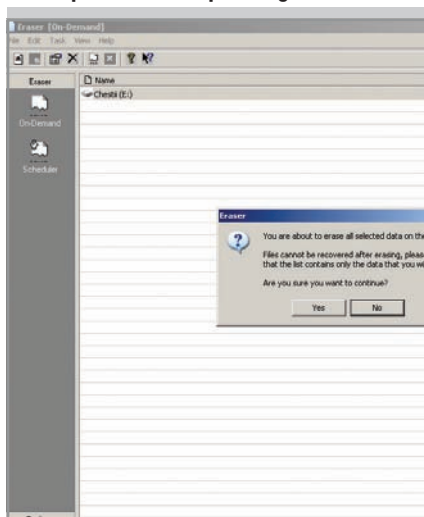 Eraser [On-Demand]
File Edit Task View Help
Eraser
Name
Chestii (E:)
On-Demand
Scheduler
Eraser
You are about to erase all selected data on the
Files cannot be recovered after erasing, pleas
that the list contains only the data that you wi
Are you sure you want to continue?
Yes
No